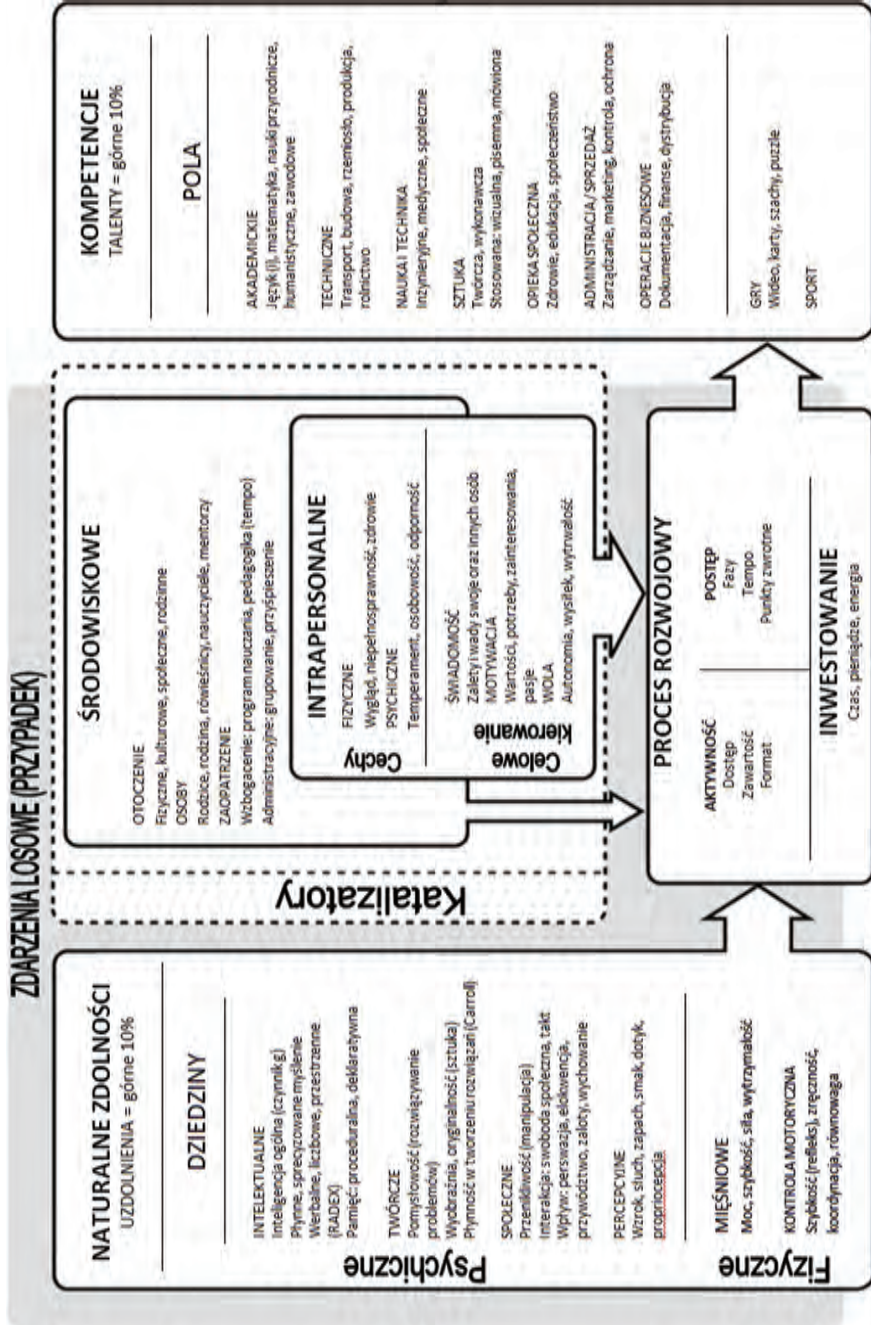 ZDARZENIA LOSOWE (PRZYPADEK)
NATURALNE ZDOLNOŚCI
UZDOLNIENIA = górne 10%
DZIEDZINY
Psychiczne
INTELEKTUALNE
Inteligencja ogólna (czynnik g)
Płynne, sprecyzowane myślenie
Werbalne, liczbowe, przestrzenne
(RADEX)
Pamięć: proceduralna, deklaratywna
TWÓRCZE
Pomysłowość (rozwiązywanie
problemów)
Wyobraźnia, oryginalność (sztuka)
Płynność w tworzeniu rozwiązań (Carroll)
SPOŁECZNE
Przenikliwość (manipulacja)
Interakcja: swoboda społeczna, takt
Wpływ: perswazja, elokwencja,
przywództwo, zaloty, wychowanie
PERCEPCYJNE
Wzrok, słuch, zapach, smak, dotyk,
propriocepcja
Fizyczne
MIĘŚNIOWE
Moc, szybkość, siła, wytrzymałość
KONTROLA MOTORYCZNA
Szybkość (refleks), zręczność,
koordynacja, równowaga
Katalizatory
ŚRODOWISKOWE
OTOCZENIE
Fizyczne, kulturowe, społeczne, rodzinne
OSOBY
Rodzice, rodzina, rówieśnicy, nauczyciele, mentorzy
ZAOPATRZENIE
Wzbogacenie: program nauczania, pedagogika (tempo)
Administracyjne: grupowanie, przyśpieszenie
INTRAPERSONALNE
Cechy
FIZYCZNE
Wygląd, niepełnosprawność, zdrowie
PSYCHICZNE
Temperament, osobowość, odporność
Celowe
kierowanie
ŚWIADOMOŚĆ
Zalety i wady swoje oraz innych osób
MOTYWACJA
Wartości, potrzeby, zainteresowania,
pasje
WOLA
Autonomia, wysiłek, wytrwałość
PROCES ROZWOJOWY
AKTYWNOŚĆ
Dostęp
Zawartość
Format
POSTĘP
Fazy
Tempo
Punkty zwrotne
INWESTOWANIE
Czas, pieniądze, energia
KOMPETENCJE
TALENTY = górne 10%
POLA
AKADEMICKIE
Język (i), matematyka, nauki przyrodnicze,
humanistyczne, zawodowe
TECHNICZNE
Transport, budowa, rzemiosło, produkcja,
rolnictwo
NAUKA I TECHNIKA
Inżynieryjne, medyczne, społeczne
SZTUKA
Twórcza, wykonawcza
Stosowana: wizualna, pisemna, mówiona
OPIEKA SPOŁECZNA
Zdrowie, edukacja, społeczeństwo
ADMINISTRACJA/ SPRZEDAŻ
Zarządzanie, marketing, kontrola, ochrona
OPERACJE BIZNESOWE
Dokumentacja, finanse, dystrybucja
GRY
Wideo, karty, szachy, puzzle
SPORT